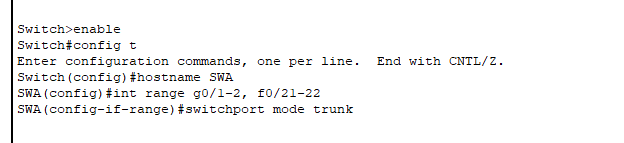 Switch>enable
Switch#config t
Enter configuration commands, one per line.  End with CNTL/Z.
Switch(config)#hostname SWA
SWA(config)#int range g0/1-2, f0/21-22
SWA(config-if-range)#switchport mode trunk